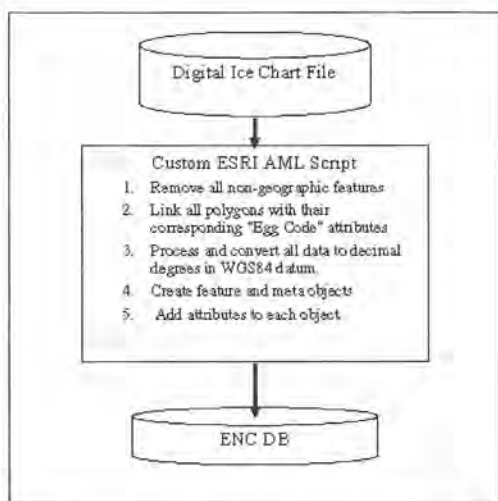 Digital Ice Chart File
Custom ESRI AML Script
1. Remove all non-geographic features
2. Link all polygons with their
corresponding "Egg Code" attributes
3. Process and convert all data to decimal
degrees in WGS84 datum.
4. Create feature and meta objects
5. Add attributes to each object
ENC DB